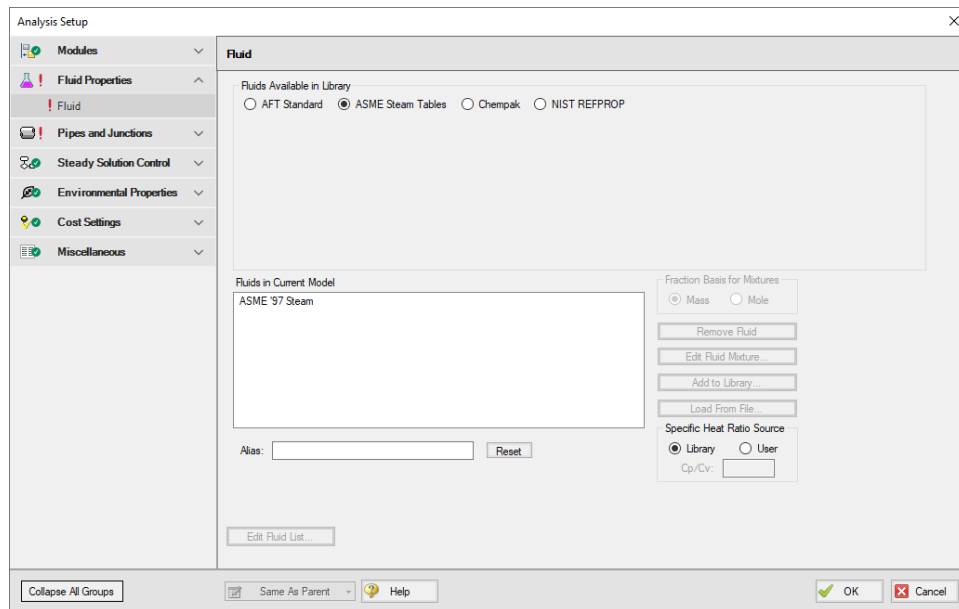 Analysis Setup
Modules
Fluid Properties
Fluid
Pipes and Junctions
Steady Solution Control
Environmental Properties
Cost Settings
Miscellaneous
Collapse All Groups
Fluid
Fluids Available in Library
AFT Standard ASME Steam Tables Chempak NIST REFPROP
Fluids in Current Model
ASME '97 Steam
Fraction Basis for Mixtures
Mass Mole
Remove Fluid
Edit Fluid Mixture...
Add to Library...
Load From File...
Specific Heat Ratio Source
Library User
Cp/Cv:
Alias: Reset
Edit Fluid List...
Same As Parent Help OK Cancel